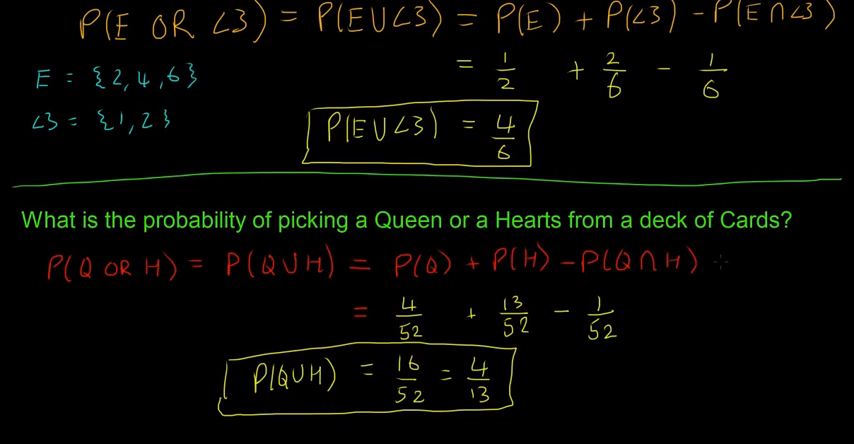 P(E OR <3) = P(E∪<3) = P(E) + P(<3) - P(E∩<3)
= 1/2 + 2/6 - 1/6
E = {2,4,6}
<3 = {1,2}
P(E∪<3) = 4/6
What is the probability of picking a Queen or a Hearts from a deck of Cards?
P(Q OR H) = P(Q∪H) = P(Q) + P(H) - P(Q∩H)
= 4/52 + 13/52 - 1/52
P(Q∪H) = 16/52 = 4/13